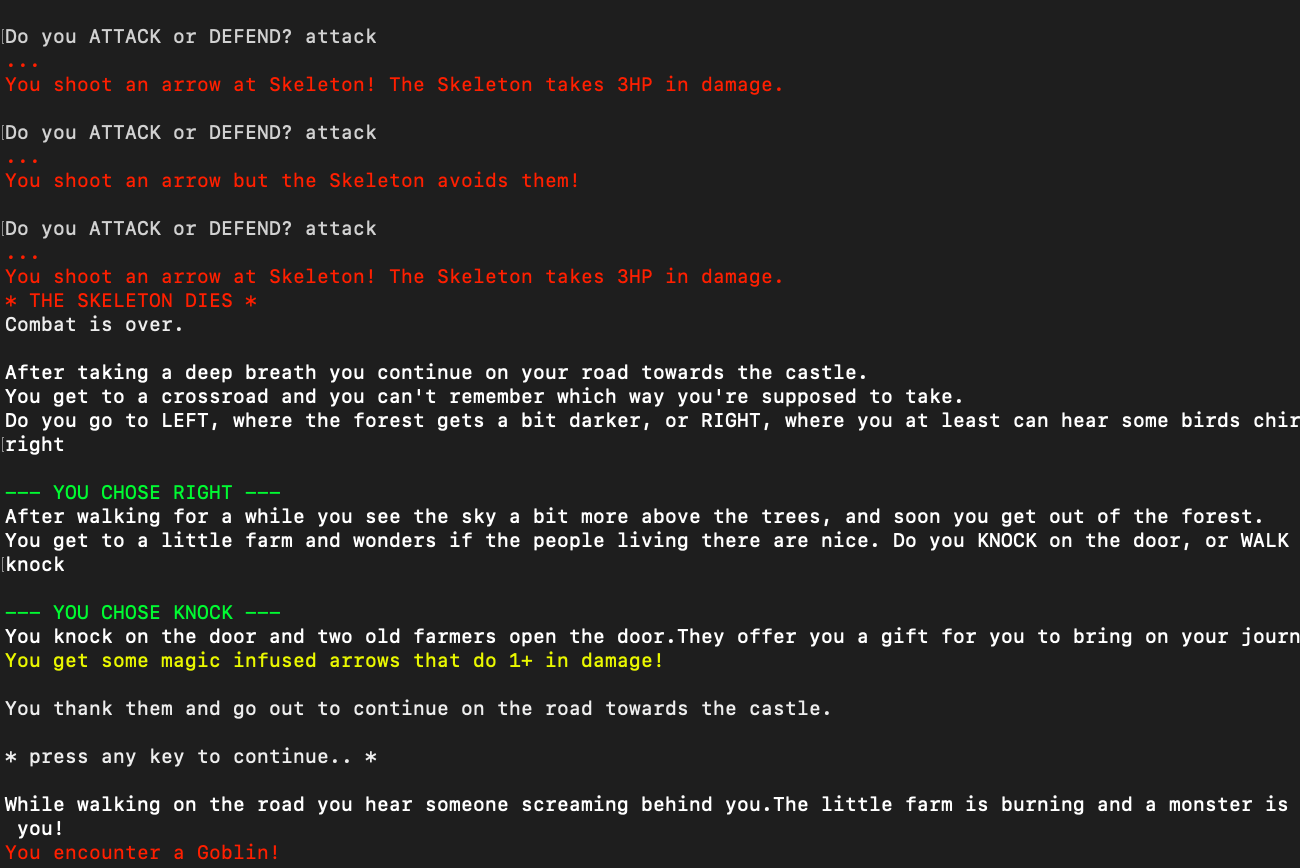 Do you ATTACK or DEFEND? attack
...
You shoot an arrow at Skeleton! The Skeleton takes 3HP in damage.
Do you ATTACK or DEFEND? attack
...
You shoot an arrow but the Skeleton avoids them!
Do you ATTACK or DEFEND? attack
...
You shoot an arrow at Skeleton! The Skeleton takes 3HP in damage.
* THE SKELETON DIES *
Combat is over.
After taking a deep breath you continue on your road towards the castle.
You get to a crossroad and you can't remember which way you're supposed to take.
Do you go to LEFT, where the forest gets a bit darker, or RIGHT, where you at least can hear some birds chir
right
--- YOU CHOSE RIGHT ---
After walking for a while you see the sky a bit more above the trees, and soon you get out of the forest.
You get to a little farm and wonders if the people living there are nice. Do you KNOCK on the door, or WALK
knock
--- YOU CHOSE KNOCK ---
You knock on the door and two old farmers open the door.They offer you a gift for you to bring on your journ
You get some magic infused arrows that do 1+ in damage!
You thank them and go out to continue on the road towards the castle.
* press any key to continue.. *
While walking on the road you hear someone screaming behind you.The little farm is burning and a monster is
you!
You encounter a Goblin!